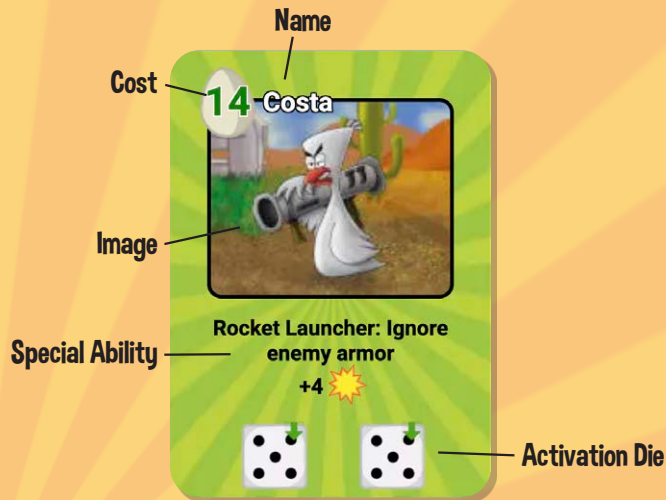 Name
Cost
14 Costa
Image
Rocket Launcher: Ignore
enemy armor
Special Ability
+4
Activation Die